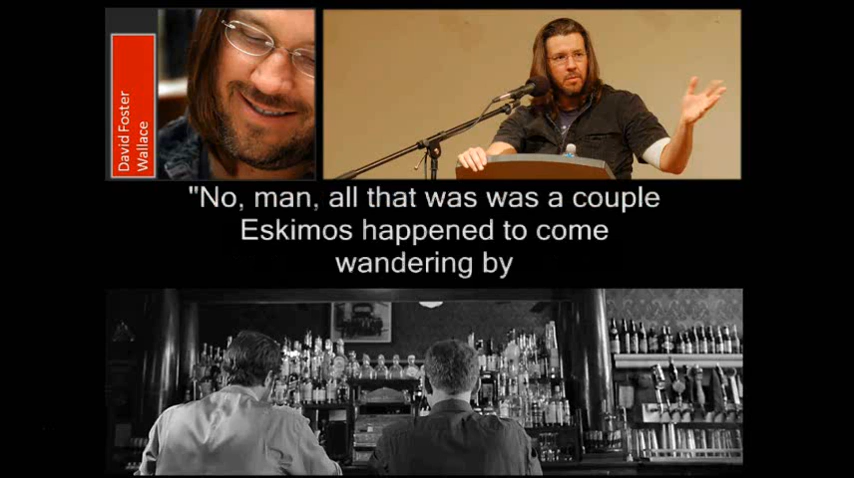 David Foster
Wallace
"No, man, all that was was a couple
Eskimos happened to come
wandering by